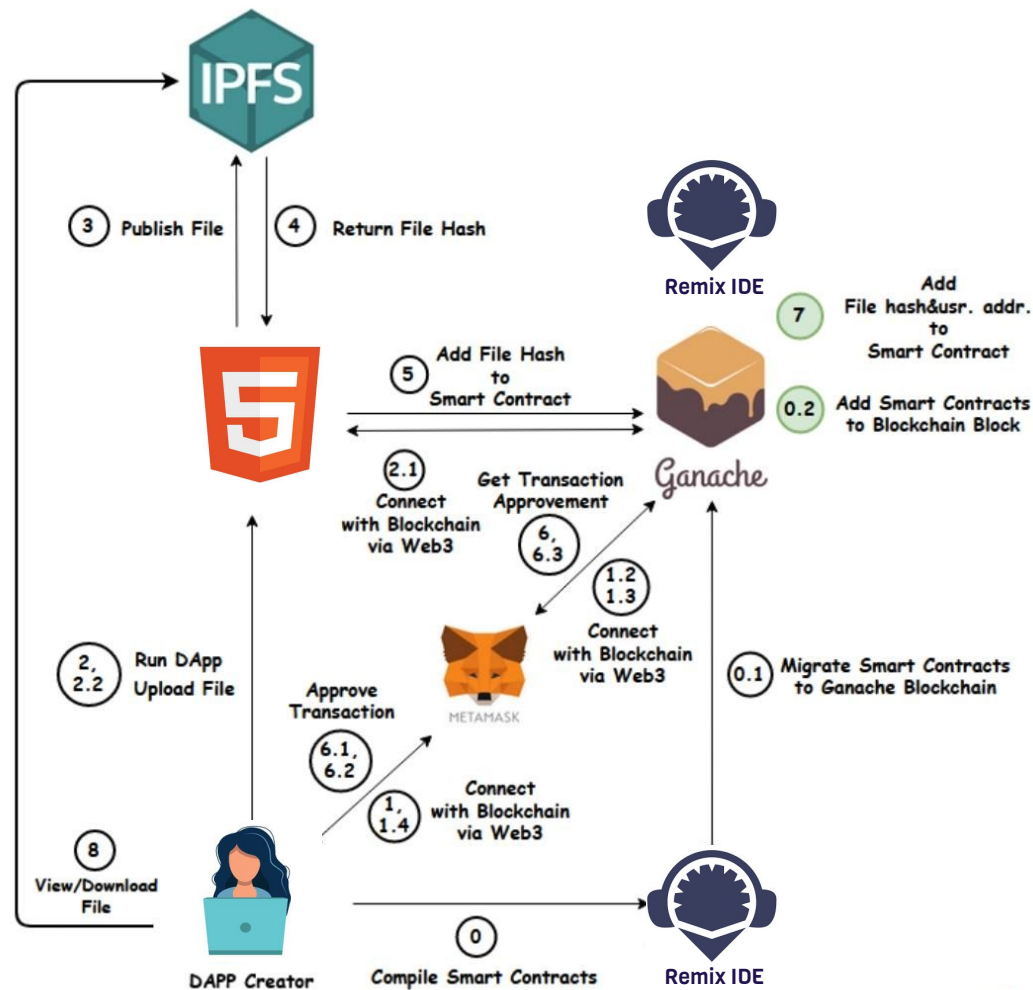 IPFS
3
Publish File
4
Return File Hash
Remix IDE
7
Add
File hash&usr. addr.
to
Smart Contract
5
Add File Hash
to
Smart Contract
0.2
Add Smart Contracts
to Blockchain Block
Ganache
2.1
Connect
with Blockchain
via Web3
Get Transaction
Approvement
6,
6.3
1.2
1.3
Connect
with Blockchain
via Web3
2,
2.2
Run DApp
Upload File
0.1
Migrate Smart Contracts
to Ganache Blockchain
METAMASK
Approve
Transaction
6.1,
6.2
1,
1.4
Connect
with Blockchain
via Web3
8
View/Download
File
0
Compile Smart Contracts
DAPP Creator
Remix IDE